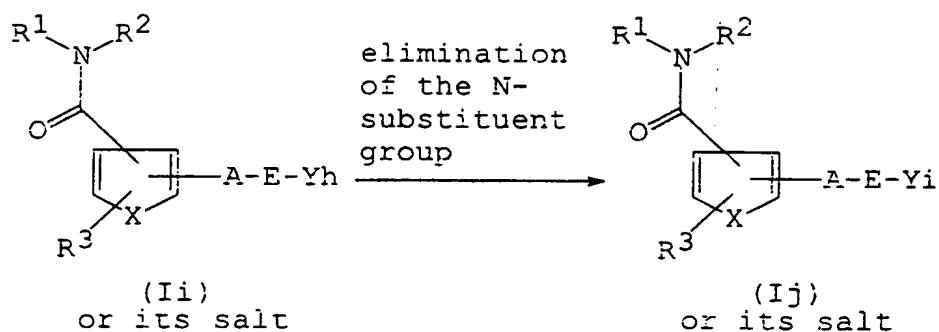 R1 R2
N
O
A-E-Yh
X
R3
(Ii)
or its salt
elimination
of the N-
substituent
group
R1 R2
N
O
A-E-Yi
X
R3
(Ij)
or its salt